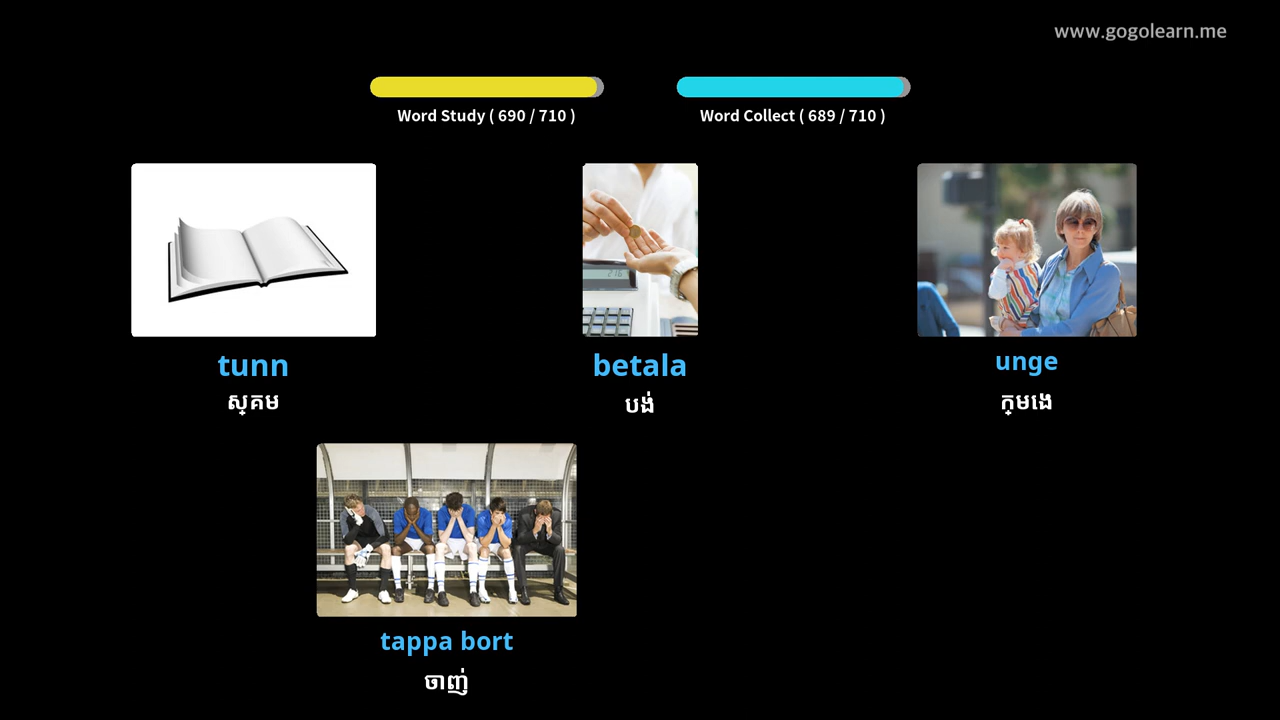 www.gogolearn.me
Word Study ( 690 / 710 )
Word Collect ( 689 / 710 )
tunn
ស្គម
betala
បង់
unge
ក្មេង
tappa bort
ចាញ់